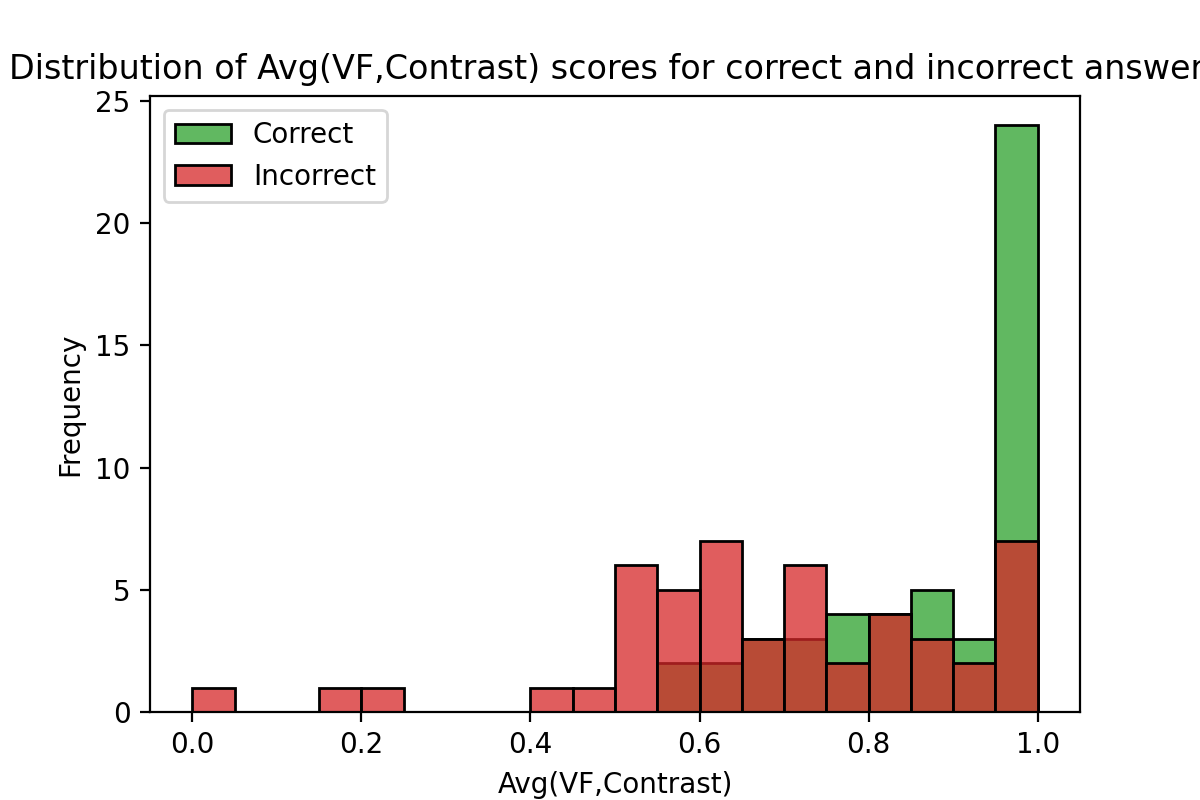 Distribution of Avg(VF,Contrast) scores for correct and incorrect answer
25
Correct
Incorrect
20
15
10
5
0
Frequency
0.0 0.2 0.4 0.6 0.8 1.0
Avg(VF,Contrast)